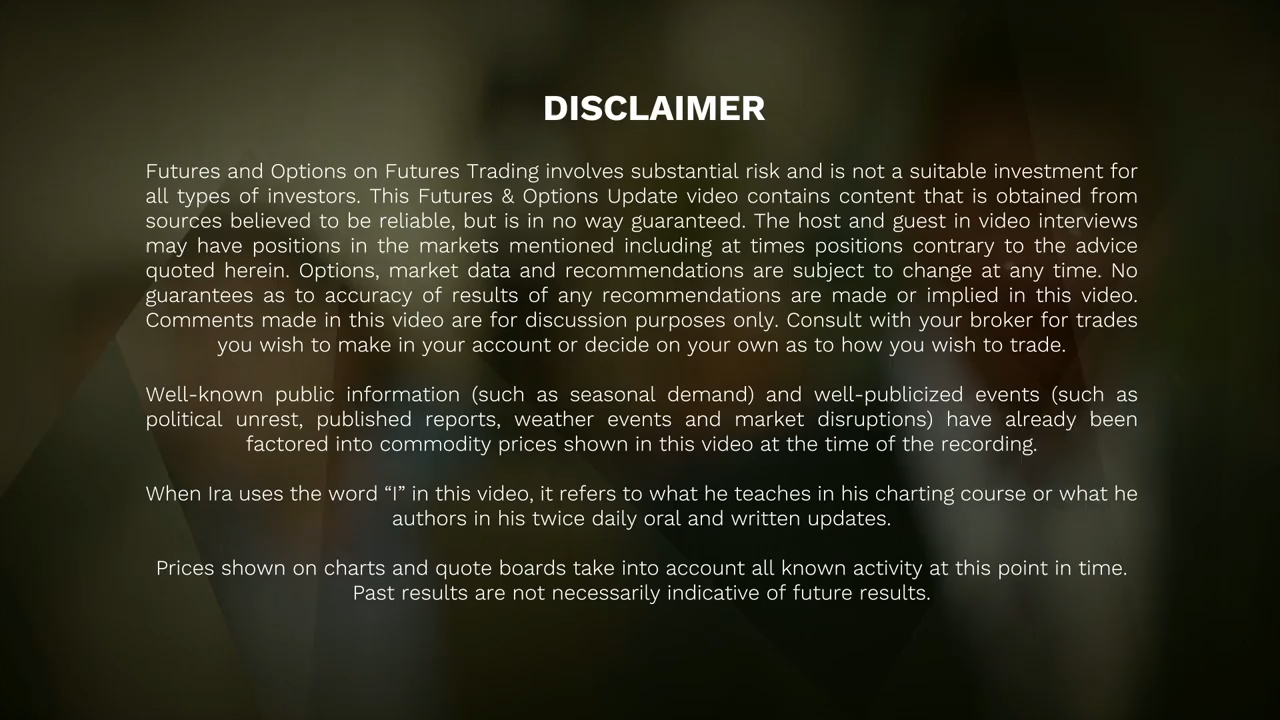 DISCLAIMER
Futures and Options on Futures Trading involves substantial risk and is not a suitable investment for
all types of investors. This Futures & Options Update video contains content that is obtained from
sources believed to be reliable, but is in no way guaranteed. The host and guest in video interviews
may have positions in the markets mentioned including at times positions contrary to the advice
quoted herein. Options, market data and recommendations are subject to change at any time. No
guarantees as to accuracy of results of any recommendations are made or implied in this video.
Comments made in this video are for discussion purposes only. Consult with your broker for trades
you wish to make in your account or decide on your own as to how you wish to trade.
Well-known public information (such as seasonal demand) and well-publicized events (such as
political unrest, published reports, weather events and market disruptions) have already been
factored into commodity prices shown in this video at the time of the recording.
When Ira uses the word “I” in this video, it refers to what he teaches in his charting course or what he
authors in his twice daily oral and written updates.
Prices shown on charts and quote boards take into account all known activity at this point in time.
Past results are not necessarily indicative of future results.